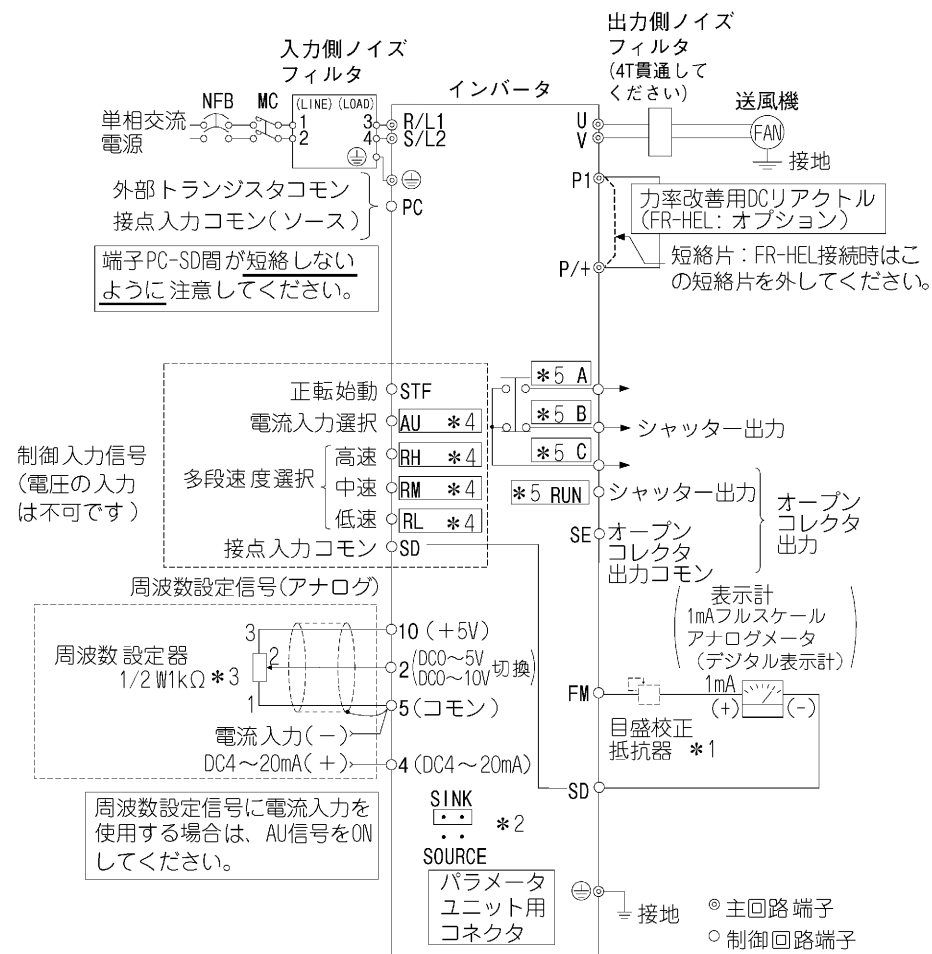 入力側ノイズ
フィルタ
出力側ノイズ
フィルタ
(4T貫通して
ください)
インバータ
送風機
NFB
MC
(LINE)(LOAD)
単相交流
電源
1
2
3
4
R/L1
S/L2
U
V
FAN
接地
外部トランジスタコモン
接点入力コモン(ソース)
PC
P1
P/+
力率改善用DCリアクトル
(FR-HEL:オプション)
短絡片:FR-HEL接続時はこ
の短絡片を外してください。
端子PC-SD間が短絡しない
ように注意してください。
制御入力信号
(電圧の入力
は不可です)
正転始動 STF
電流入力選択 AU *4
多段速度選択
高速 RH *4
中速 RM *4
低速 RL *4
接点入力コモン SD
*5 A
*5 B
シャッター出力
*5 C
*5 RUN シャッター出力
SE オープン
コレクタ
出力コモン
オープン
コレクタ
出力
周波数設定信号(アナログ)
周波数設定器
1/2W1kΩ*3
3
2
1
10(+5V)
2(DC0~5V
DC0~10V 切換)
5(コモン)
電流入力(-)
DC4~20mA(+)
4(DC4~20mA)
表示計
1mAフルスケール
アナログメータ
(デジタル表示計)
FM
1mA
(+)
(-)
目盛校正
抵抗器 *1
SD
周波数設定信号に電流入力を
使用する場合は、AU信号をON
してください。
SINK
*2
SOURCE
パラメータ
ユニット用
コネクタ
接地
◎主回路端子
○制御回路端子